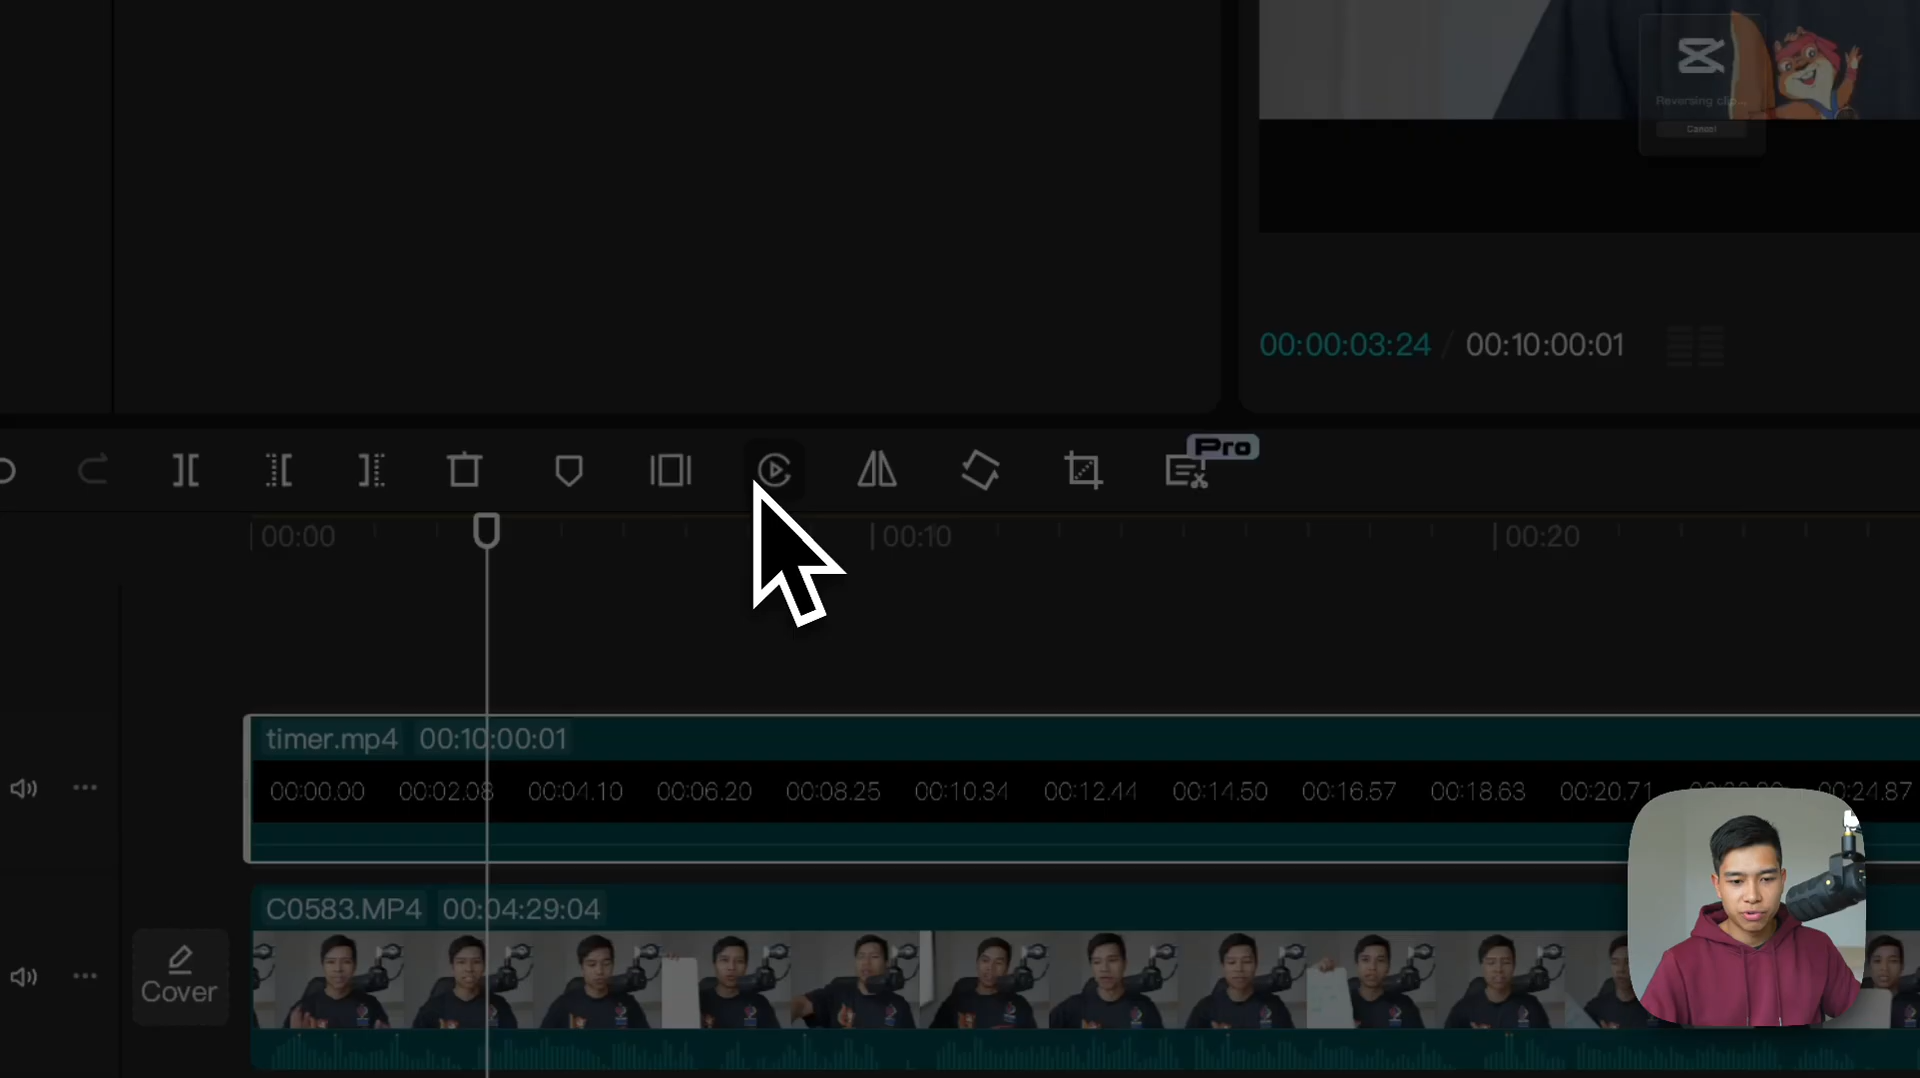 Reversing clip...
Cancel
00:00:03:24 / 00:10:00:01
Pro
00:00
00:10
00:20
timer.mp4 00:10:00:01
00:00.00 00:02.08 00:04.10 00:06.20 00:08.25 00:10.34 00:12.44 00:14.50 00:16.57 00:18.63 00:20.71 00:24.87
C0583.MP4 00:04:29:04
Cover